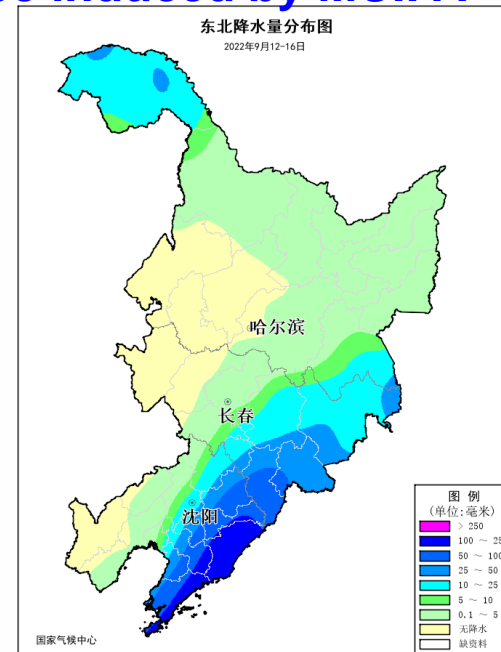 induced by
东北降水量分布图
2022年9月12-16日
哈尔滨
长春
沈阳
图 例
(单位:毫米)
> 250
100 ～ 25
50 ～ 100
25 ～ 50
10 ～ 25
5 ～ 10
0.1 ～ 5
无降水
缺资料
国家气候中心